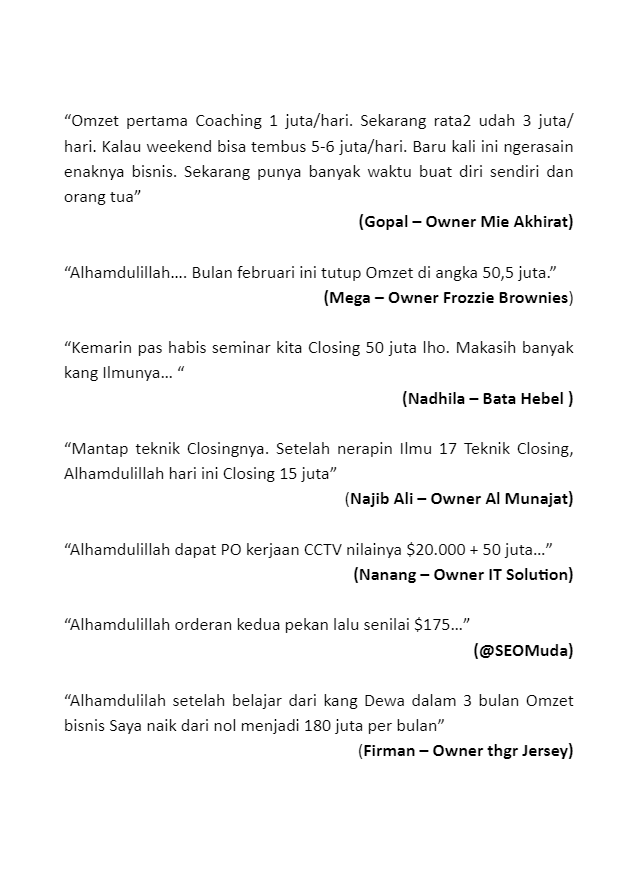 “Omzet pertama Coaching 1 juta/hari. Sekarang rata2 udah 3 juta/
hari. Kalau weekend bisa tembus 5-6 juta/hari. Baru kali ini ngerasain
enaknya bisnis. Sekarang punya banyak waktu buat diri sendiri dan
orang tua”
(Gopal – Owner Mie Akhirat)
“Alhamdulillah.... Bulan februari ini tutup Omzet di angka 50,5 juta.”
(Mega – Owner Frozzie Brownies)
“Kemarin pas habis seminar kita Closing 50 juta lho. Makasih banyak
kang Ilmunya... “
(Nadhila – Bata Hebel )
“Mantap teknik Closingnya. Setelah nerapin Ilmu 17 Teknik Closing,
Alhamdulillah hari ini Closing 15 juta”
(Najib Ali – Owner Al Munajat)
“Alhamdulillah dapat PO kerjaan CCTV nilainya $20.000 + 50 juta...”
(Nanang – Owner IT Solution)
“Alhamdulillah orderan kedua pekan lalu senilai $175...”
(@SEOMuda)
“Alhamdulilah setelah belajar dari kang Dewa dalam 3 bulan Omzet
bisnis Saya naik dari nol menjadi 180 juta per bulan”
(Firman – Owner thgr Jersey)